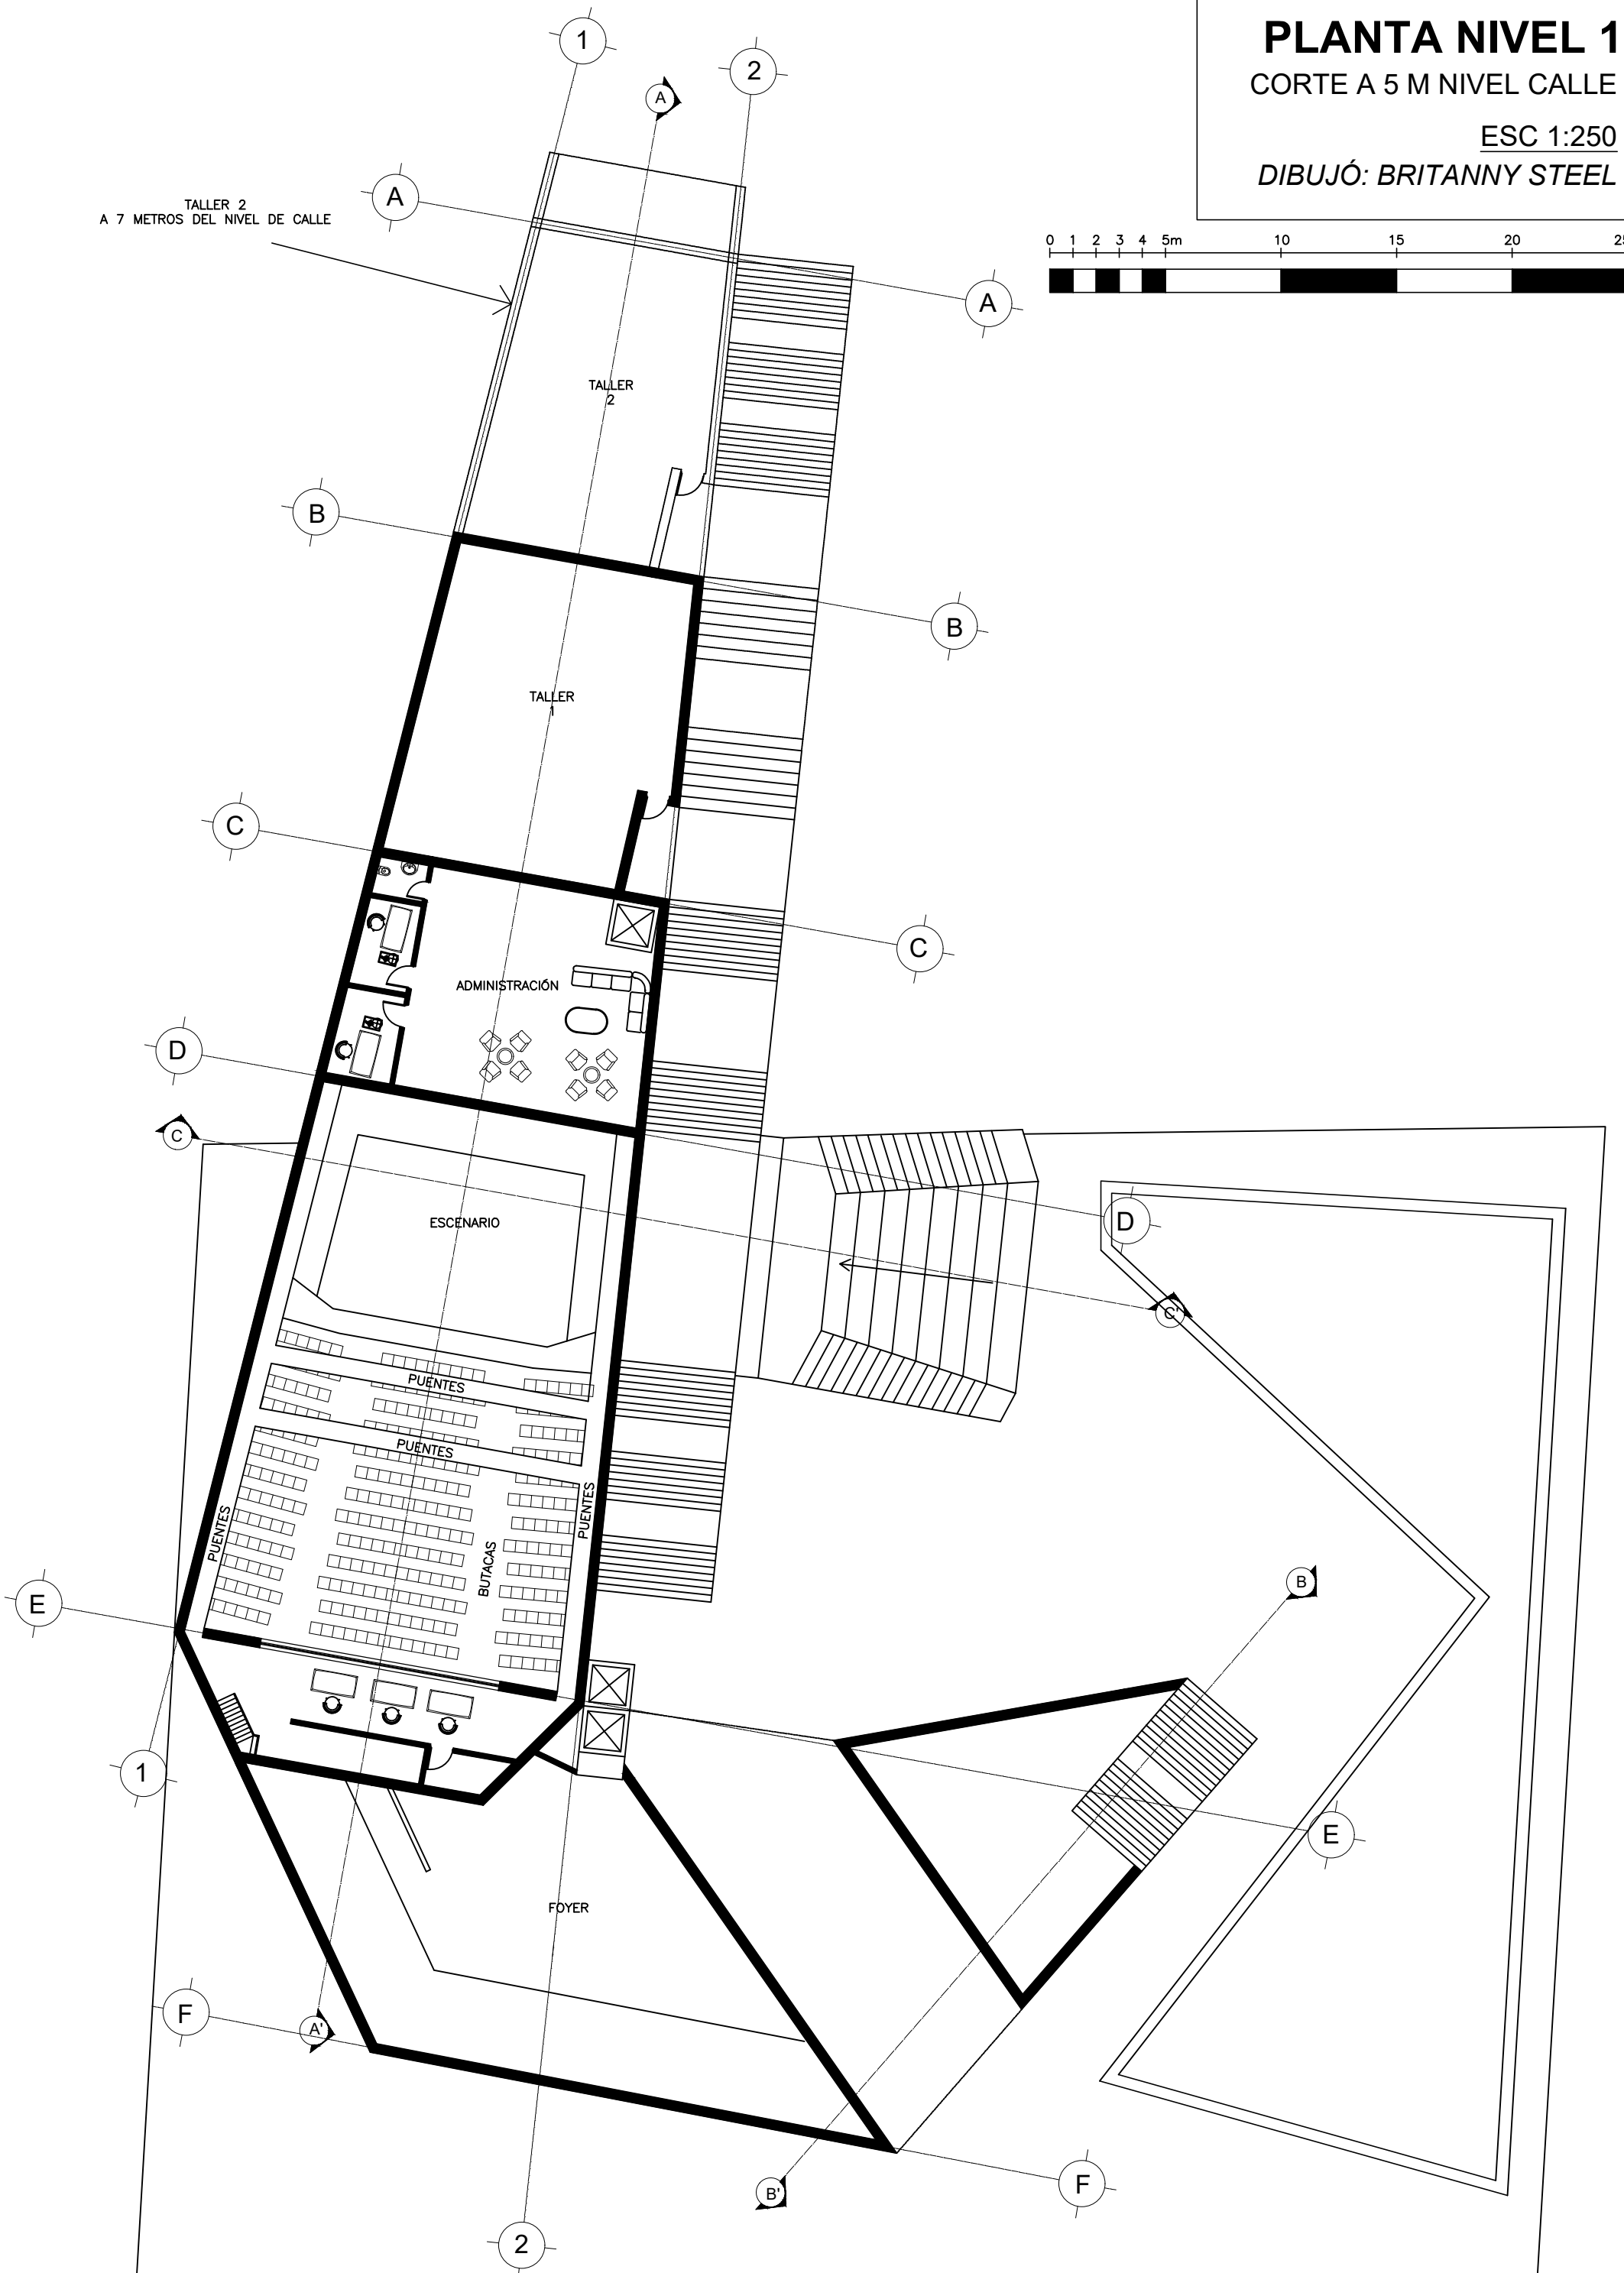 PLANTA NIVEL 1
CORTE A 5 M NIVEL CALLE
ESC 1:250
DIBUJÓ: BRITANNY STEEL
0 1 2 3 4 5m 10 15 20 25
1
2
A
A
TALLER 2
A 7 METROS DEL NIVEL DE CALLE
A
TALLER
2
B
B
TALLER
1
C
C
ADMINISTRACIÓN
D
C
D
ESCENARIO
C'
PUENTES
PUENTES
PUENTES
PUENTES
BUTACAS
B
E
1
E
FOYER
F
A'
F
B'
2